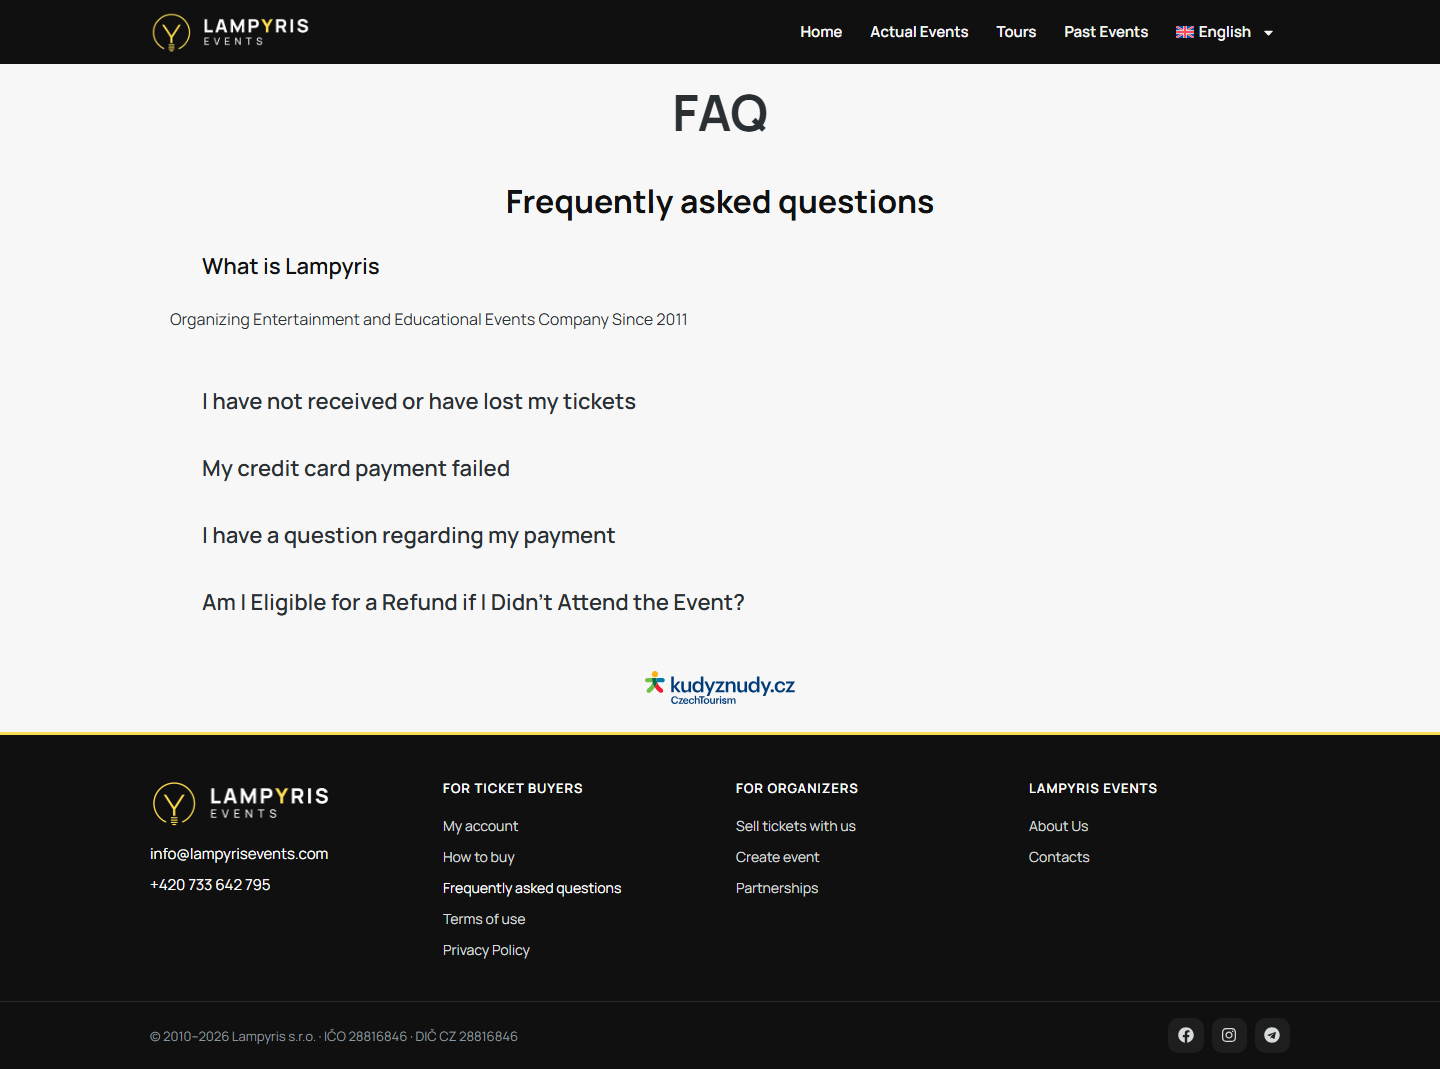 LAMPYRIS
EVENTS
Home
Actual Events
Tours
Past Events
English
FAQ
Frequently asked questions
What is Lampyris
Organizing Entertainment and Educational Events Company Since 2011
I have not received or have lost my tickets
My credit card payment failed
I have a question regarding my payment
Am I Eligible for a Refund if I Didn’t Attend the Event?
kudyznudy.cz
CzechTourism
LAMPYRIS
EVENTS
info@lampyrisevents.com
+420 733 642 795
FOR TICKET BUYERS
My account
How to buy
Frequently asked questions
Terms of use
Privacy Policy
FOR ORGANIZERS
Sell tickets with us
Create event
Partnerships
LAMPYRIS EVENTS
About Us
Contacts
© 2010–2026 Lampyris s.r.o. · IČO 28816846 · DIČ CZ 28816846